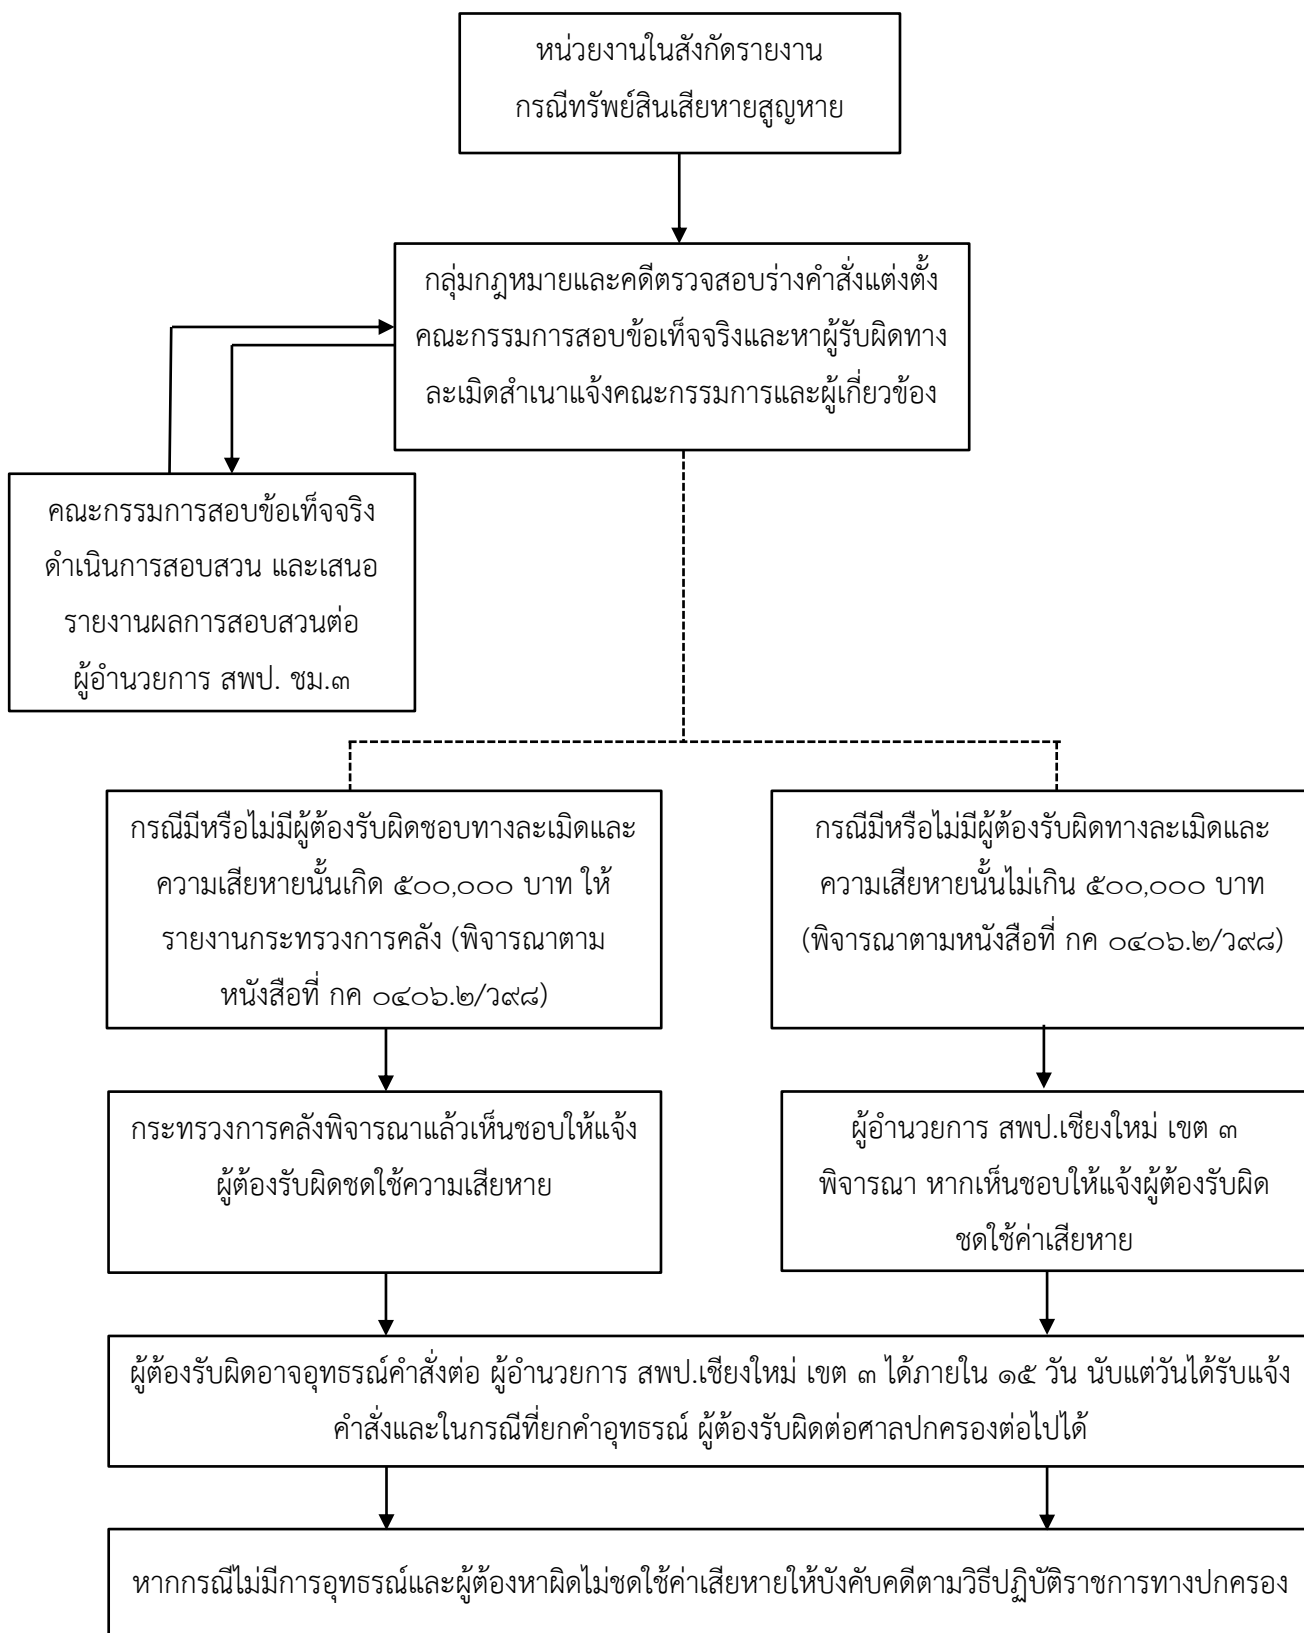 หน่วยงานในสังกัดรายงาน
กรณีทรัพย์สินเสียหายสูญหาย
กลุ่มกฎหมายและคดีตรวจสอบร่างคำสั่งแต่งตั้ง
คณะกรรมการสอบข้อเท็จจริงและหาผู้รับผิดทาง
ละเมิดสำเนาแจ้งคณะกรรมการและผู้เกี่ยวข้อง
คณะกรรมการสอบข้อเท็จจริง
ดำเนินการสอบสวน และเสนอ
รายงานผลการสอบสวนต่อ
ผู้อำนวยการ สพป. ชม.๓
กรณีมีหรือไม่มีผู้ต้องรับผิดชอบทางละเมิดและ
ความเสียหายนั้นเกิด ๕๐๐,๐๐๐ บาท ให้
รายงานกระทรวงการคลัง (พิจารณาตาม
หนังสือที่ กค ๐๔๐๖.๒/ว๙๘)
กรณีมีหรือไม่มีผู้ต้องรับผิดทางละเมิดและ
ความเสียหายนั้นไม่เกิน ๕๐๐,๐๐๐ บาท
(พิจารณาตามหนังสือที่ กค ๐๔๐๖.๒/ว๙๘)
กระทรวงการคลังพิจารณาแล้วเห็นชอบให้แจ้ง
ผู้ต้องรับผิดชดใช้ความเสียหาย
ผู้อำนวยการ สพป.เชียงใหม่ เขต ๓
พิจารณา หากเห็นชอบให้แจ้งผู้ต้องรับผิด
ชดใช้ค่าเสียหาย
ผู้ต้องรับผิดอาจอุทธรณ์คำสั่งต่อ ผู้อำนวยการ สพป.เชียงใหม่ เขต ๓ ได้ภายใน ๑๕ วัน นับแต่วันได้รับแจ้ง
คำสั่งและในกรณีที่ยกคำอุทธรณ์ ผู้ต้องรับผิดต่อศาลปกครองต่อไปได้
หากกรณีไม่มีการอุทธรณ์และผู้ต้องหาผิดไม่ชดใช้ค่าเสียหายให้บังคับคดีตามวิธีปฏิบัติราชการทางปกครอง